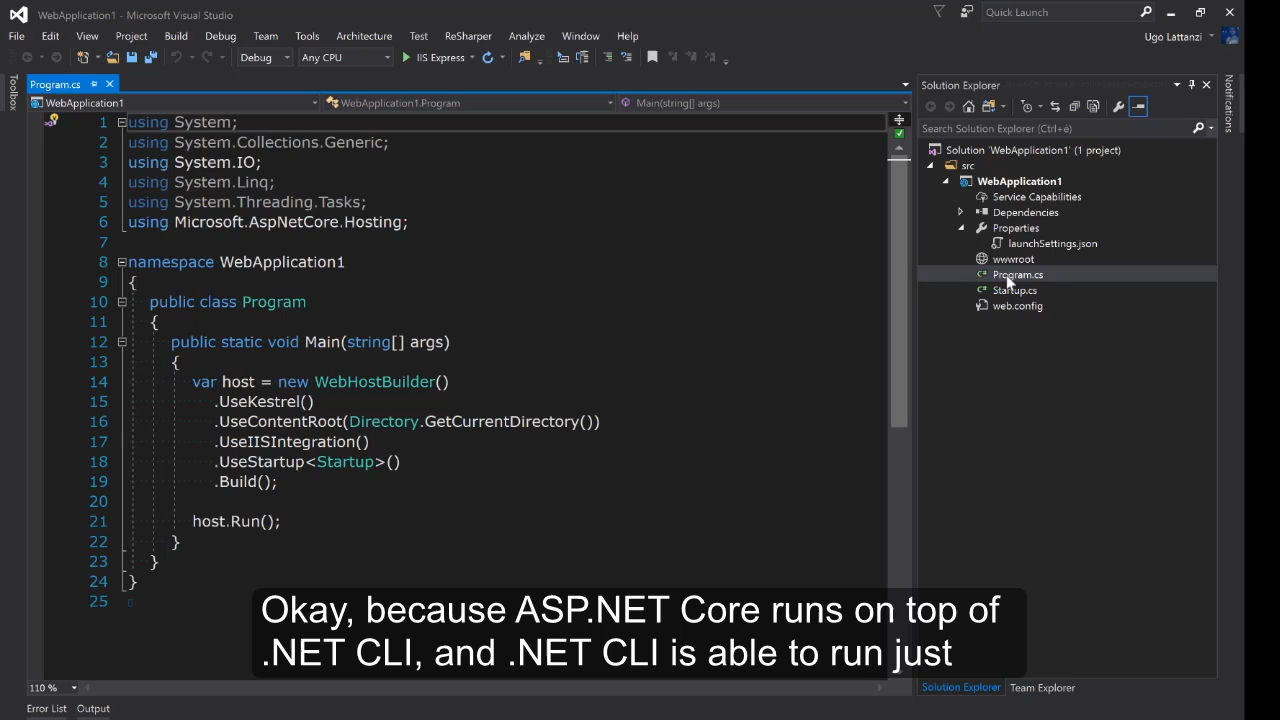 WebApplication1 - Microsoft Visual Studio
Quick Launch
File Edit View Project Build Debug Team Tools Architecture Test ReSharper Analyze Window Help
Ugo Lattanzi
Debug Any CPU IIS Express
Toolbox
Program.cs
WebApplication1 WebApplication1.Program Main(string[] args)
1 using System;
2 using System.Collections.Generic;
3 using System.IO;
4 using System.Linq;
5 using System.Threading.Tasks;
6 using Microsoft.AspNetCore.Hosting;
7
8 namespace WebApplication1
9 {
10 public class Program
11 {
12 public static void Main(string[] args)
13 {
14 var host = new WebHostBuilder()
15 .UseKestrel()
16 .UseContentRoot(Directory.GetCurrentDirectory())
17 .UseIISIntegration()
18 .UseStartup<Startup>()
19 .Build();
20
21 host.Run();
22 }
23 }
24 }
25
110 %
Error List Output
Solution Explorer
Search Solution Explorer (Ctrl+è)
Solution 'WebApplication1' (1 project)
src
WebApplication1
Service Capabilities
Dependencies
Properties
launchSettings.json
wwwroot
Program.cs
Startup.cs
web.config
Solution Explorer Team Explorer
Notifications
Okay, because ASP.NET Core runs on top of
.NET CLI, and .NET CLI is able to run just